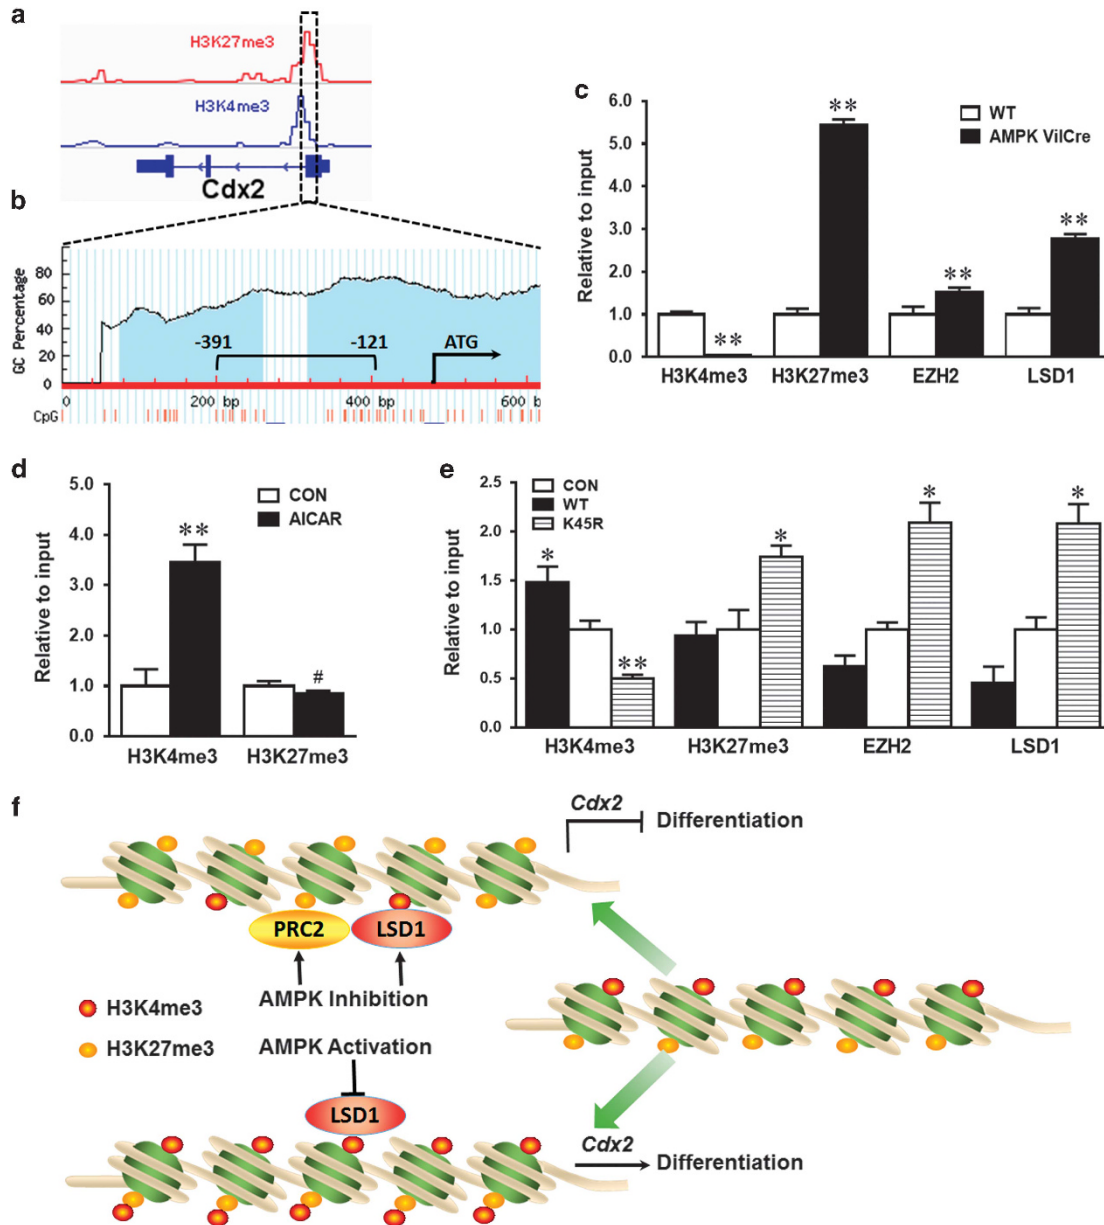 a
H3K27me3
H3K4me3
Cdx2
b
GC Percentage
80
60
40
20
0
-391
-121
ATG
0
200 bp
400 bp
600 b
CpG
c
Relative to input
6.0
5.0
4.0
3.0
2.0
1.0
0.0
WT
AMPK VilCre
**
**
**
**
H3K4me3
H3K27me3
EZH2
LSD1
d
Relative to input
5.0
4.0
3.0
2.0
1.0
0.0
CON
AICAR
**
#
H3K4me3
H3K27me3
e
Relative to input
2.5
2.0
1.5
1.0
0.5
0.0
CON
WT
K45R
*
**
*
*
*
H3K4me3
H3K27me3
EZH2
LSD1
f
Cdx2
Differentiation
PRC2
LSD1
AMPK Inhibition
H3K4me3
H3K27me3
AMPK Activation
LSD1
Cdx2
Differentiation